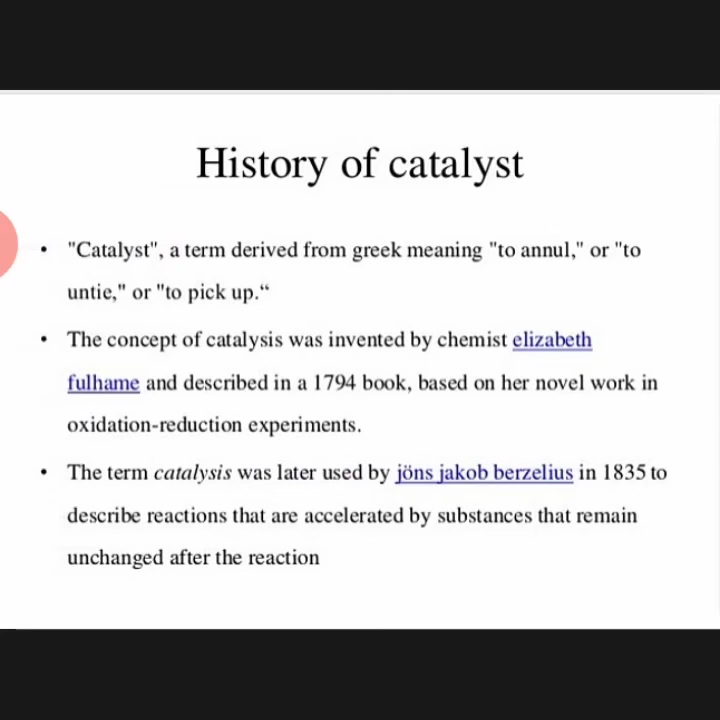 History of catalyst
• "Catalyst", a term derived from greek meaning "to annul," or "to
untie," or "to pick up.“
• The concept of catalysis was invented by chemist elizabeth
fulhame and described in a 1794 book, based on her novel work in
oxidation-reduction experiments.
• The term catalysis was later used by jöns jakob berzelius in 1835 to
describe reactions that are accelerated by substances that remain
unchanged after the reaction